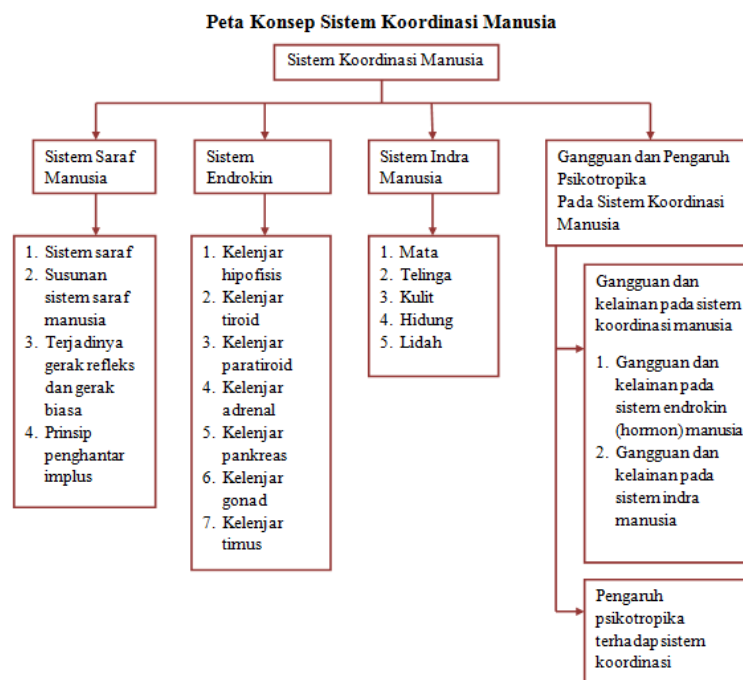 Peta Konsep Sistem Koordinasi Manusia
Sistem Koordinasi Manusia
Sistem Saraf
Manusia
Sistem
Endrokin
Sistem Indra
Manusia
Gangguan dan Pengaruh
Psikotropika
Pada Sistem Koordinasi
Manusia
1. Sistem saraf
2. Susunan
sistem saraf
manusia
3. Terjadinya
gerak refleks
dan gerak
biasa
4. Prinsip
penghantar
implus
1. Kelenjar
hipofisis
2. Kelenjar
tiroid
3. Kelenjar
paratiroid
4. Kelenjar
adrenal
5. Kelenjar
pankreas
6. Kelenjar
gonad
7. Kelenjar
timus
1. Mata
2. Telinga
3. Kulit
4. Hidung
5. Lidah
Gangguan dan
kelainan pada sistem
koordinasi manusia
1. Gangguan dan
kelainan pada
sistem endrokin
(hormon) manusia
2. Gangguan dan
kelainan pada
sistem indra
manusia
Pengaruh
psikotropika
terhadap sistem
koordinasi